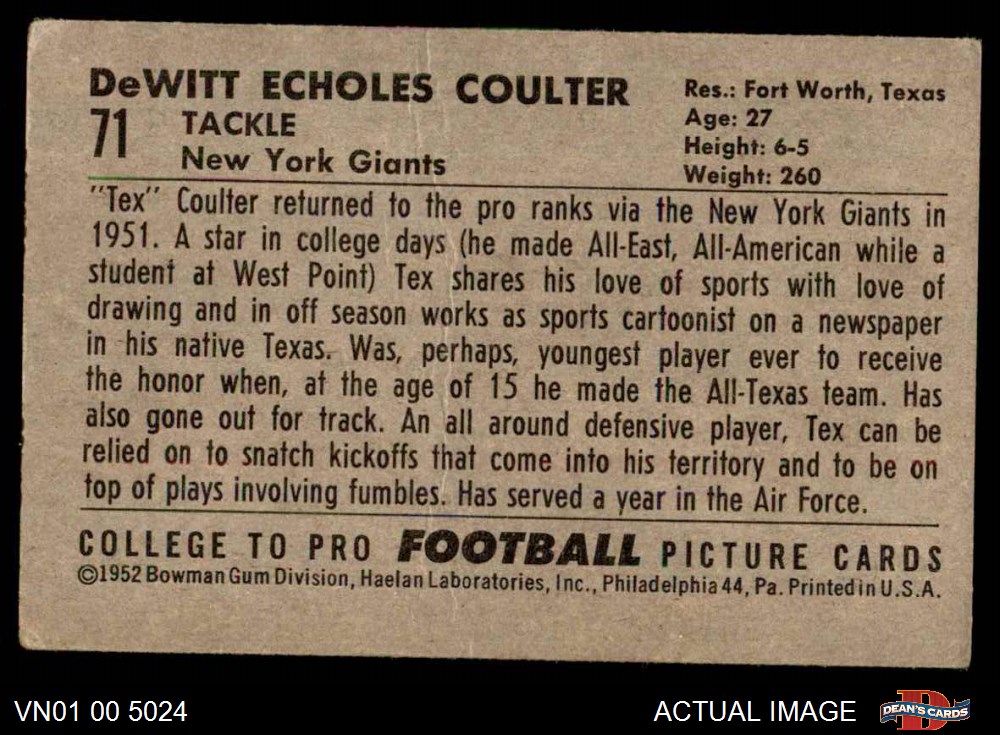 DeWITT ECHOLES COULTER
71
TACKLE
New York Giants
Res.: Fort Worth, Texas
Age: 27
Height: 6-5
Weight: 260
"Tex" Coulter returned to the pro ranks via the New York Giants in
1951. A star in college days (he made All-East, All-American while a
student at West Point) Tex shares his love of sports with love of
drawing and in off season works as sports cartoonist on a newspaper
in his native Texas. Was, perhaps, youngest player ever to receive
the honor when, at the age of 15 he made the All-Texas team. Has
also gone out for track. An all around defensive player, Tex can be
relied on to snatch kickoffs that come into his territory and to be on
top of plays involving fumbles. Has served a year in the Air Force.
COLLEGE TO PRO FOOTBALL PICTURE CARDS
©1952 Bowman Gum Division, Haelan Laboratories, Inc., Philadelphia 44, Pa. Printed in U.S.A.
VN01 00 5024
ACTUAL IMAGE
D
DEAN'S CARDS